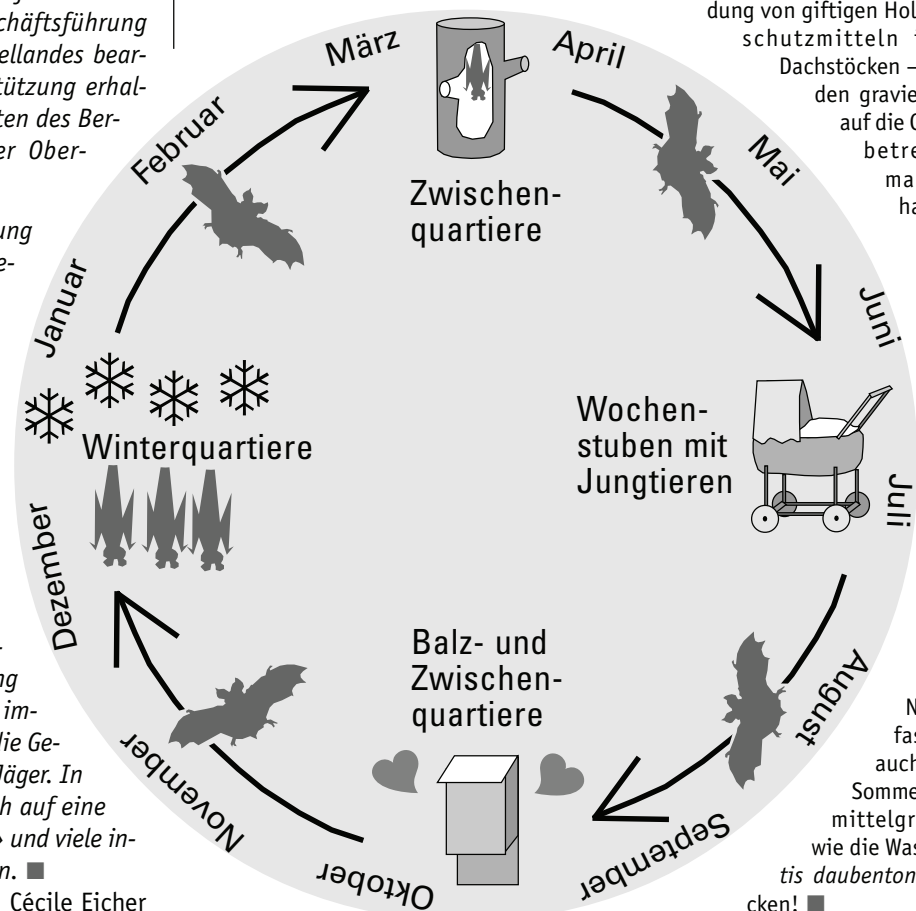 chäftsführung
ellandes bear-
tützung erhal-
ten des Ber-
er Ober-
ung
e-
ng
im-
die Ge-
Jäger. In
h auf eine
und viele in-
n. ■
Cécile Eicher
März
April
Mai
Juni
Juli
August
September
Oktober
November
Dezember
Januar
Februar
Zwischen-
quartiere
Wochen-
stuben mit
Jungtieren
Balz- und
Zwischen-
quartiere
Winterquartiere
dung von giftigen Hol
schutzmitteln
Dachstöcken –
den gravie
auf die
betre
ma
ha
N
fas
auch
Somme
mittelgr
wie die Was
tis daubenton
cken! ■